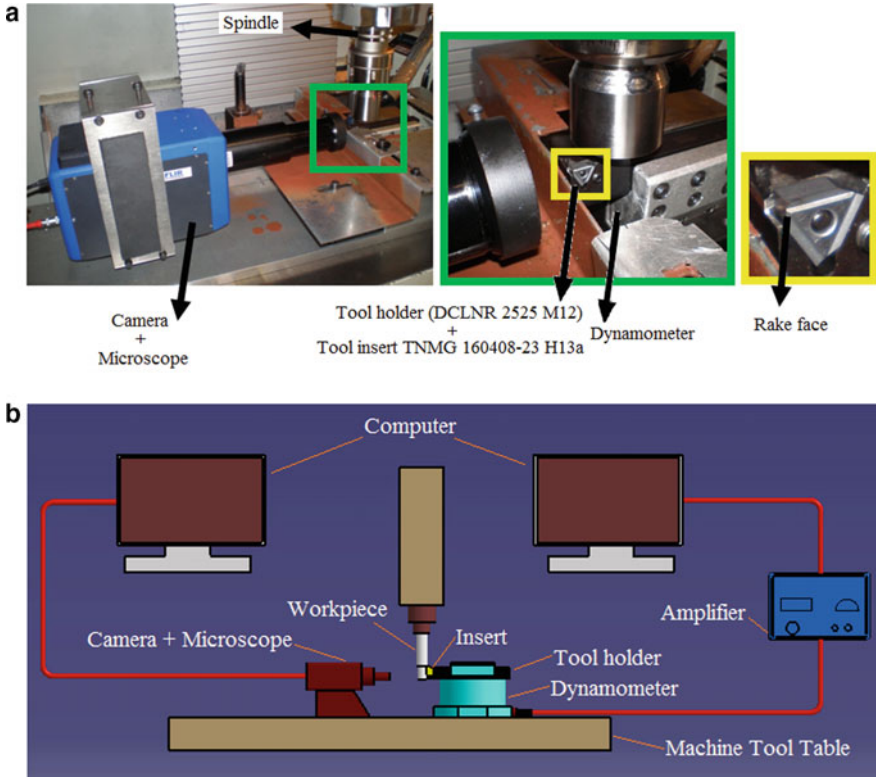 a
Spindle
FLIR
Camera
+
Microscope
Tool holder (DCLNR 2525 M12)
+
Tool insert TNMG 160408-23 H13a
Dynamometer
Rake face
b
Computer
Workpiece
Camera + Microscope
Insert
Amplifier
Tool holder
Dynamometer
Machine Tool Table